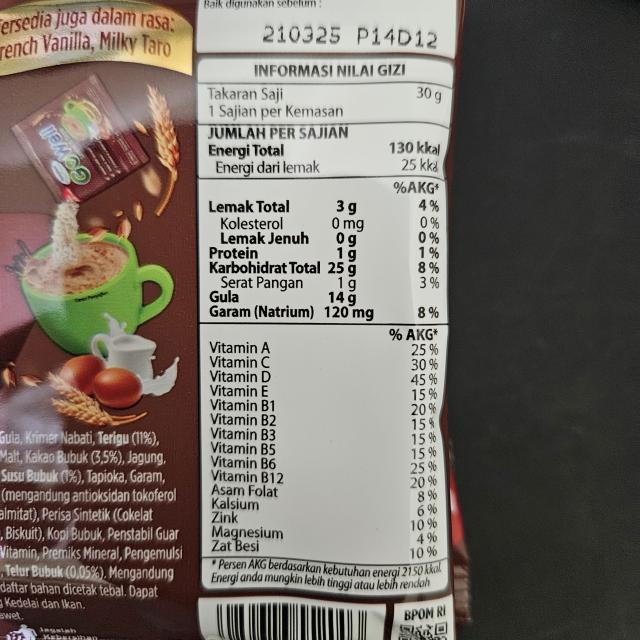 Tersedia juga dalam rasa:
French Vanilla, Milky Taro
Baik digunakan sebelum :
210325 P14D12
INFORMASI NILAI GIZI
Takaran Saji 30 g
1 Sajian per Kemasan
JUMLAH PER SAJIAN
Energi Total 130 kkal
Energi dari lemak 25 kkal
%AKG*
Lemak Total 3 g 4 %
Kolesterol 0 mg 0 %
Lemak Jenuh 0 g 0 %
Protein 1 g 1 %
Karbohidrat Total 25 g 8 %
Serat Pangan 1 g 3 %
Gula 14 g
Garam (Natrium) 120 mg 8 %
% AKG*
Vitamin A 25 %
Vitamin C 30 %
Vitamin D 45 %
Vitamin E 15 %
Vitamin B1 20 %
Vitamin B2 15 %
Vitamin B3 15 %
Vitamin B5 15 %
Vitamin B6 25 %
Vitamin B12 20 %
Asam Folat 8 %
Kalsium 6 %
Zink 10 %
Magnesium 4 %
Zat Besi 10 %
* Persen AKG berdasarkan kebutuhan energi 2150 kkal.
Energi anda mungkin lebih tinggi atau lebih rendah
BPOM RI
Gula, Krimer Nabati, Terigu (11%),
Malt, Kakao Bubuk (3,5%), Jagung,
Susu Bubuk (1%), Tapioka, Garam,
(mengandung antioksidan tokoferol
almitat), Perisa Sintetik (Cokelat
, Biskuit), Kopi Bubuk, Penstabil Guar
Vitamin, Premiks Mineral, Pengemulsi
, Telur Bubuk (0,05%). Mengandung
daftar bahan dicetak tebal. Dapat
g Kedelai dan Ikan.
awet.
Jagalah
Kebersihan